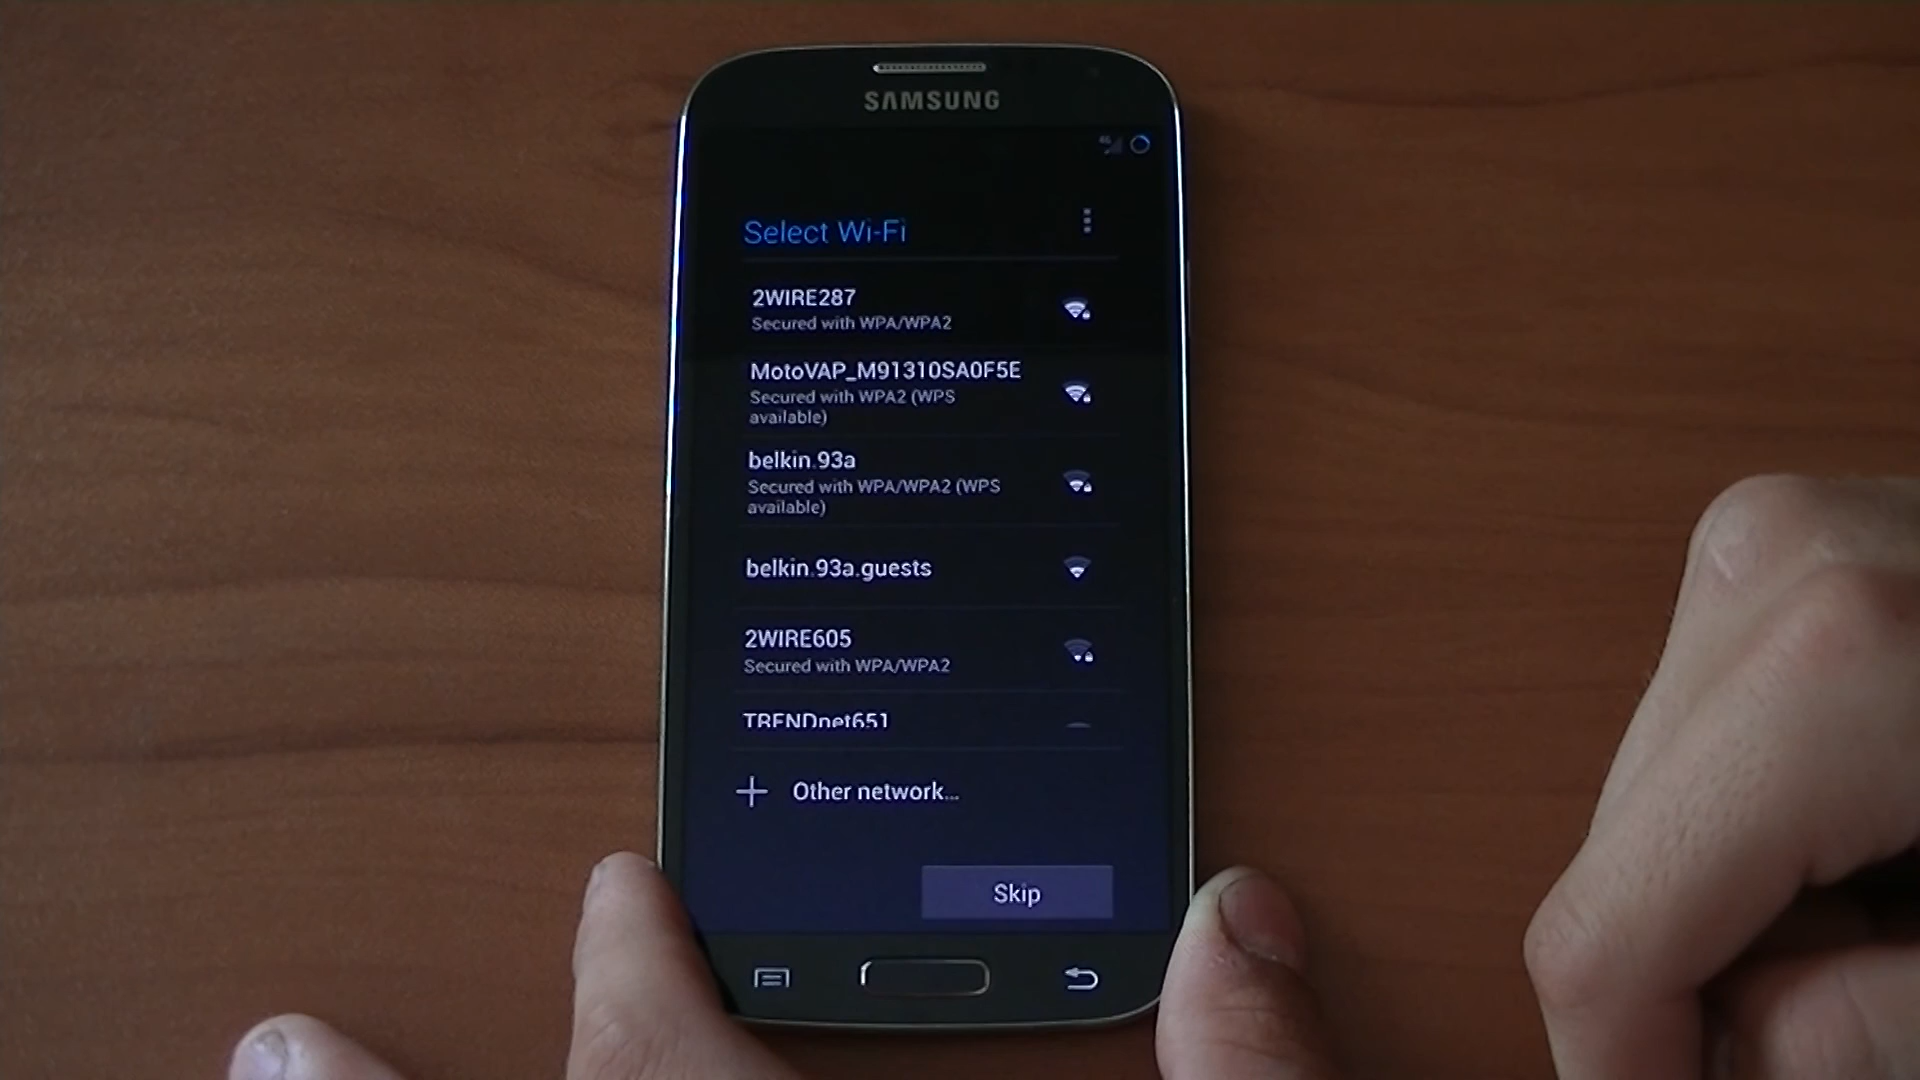 SAMSUNG
4G
Select Wi-Fi
2WIRE287
Secured with WPA/WPA2
MotoVAP_M91310SA0F5E
Secured with WPA2 (WPS
available)
belkin.93a
Secured with WPA/WPA2 (WPS
available)
belkin.93a.guests
2WIRE605
Secured with WPA/WPA2
TRENDnet651
Other network...
Skip